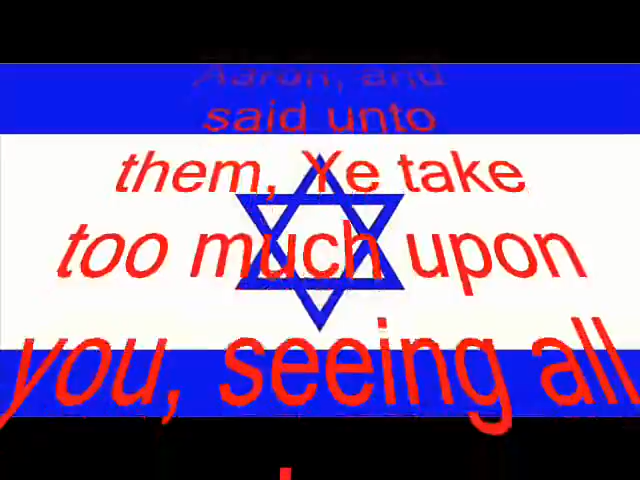 Aaron, and
said unto
them, Ye take
too much upon
you, seeing all